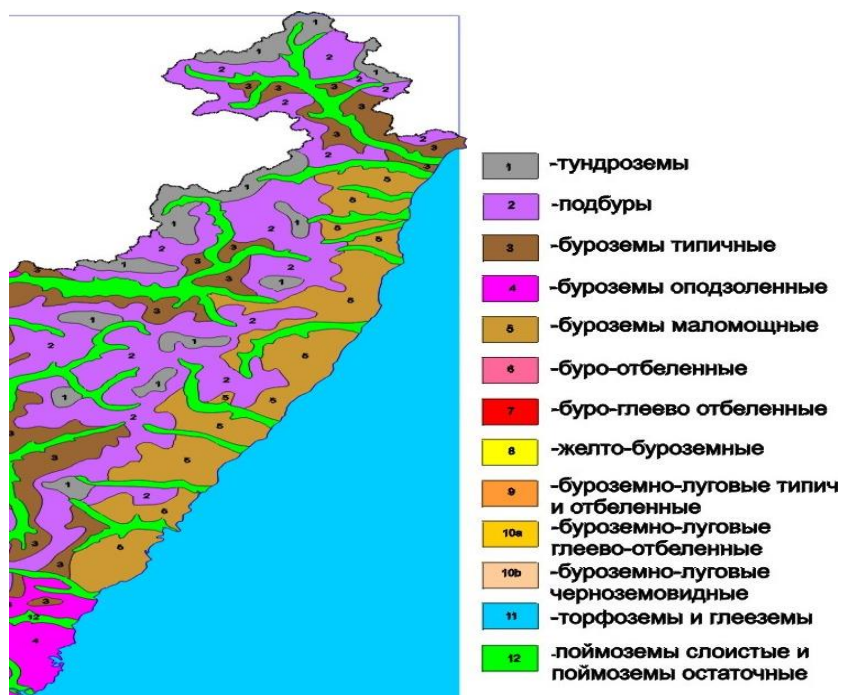 1 -тундроземы
2 -подбуры
3 -буроземы типичные
4 -буроземы оподзоленные
5 -буроземы маломощные
6 -буро-отбеленные
7 -буро-глеево отбеленные
8 -желто-буроземные
9 -буроземно-луговые типич
и отбеленные
10а -буроземно-луговые
глеево-отбеленные
10b -буроземно-луговые
черноземовидные
11 -торфоземы и глееземы
12 -поймоземы слоистые и
поймоземы остаточные